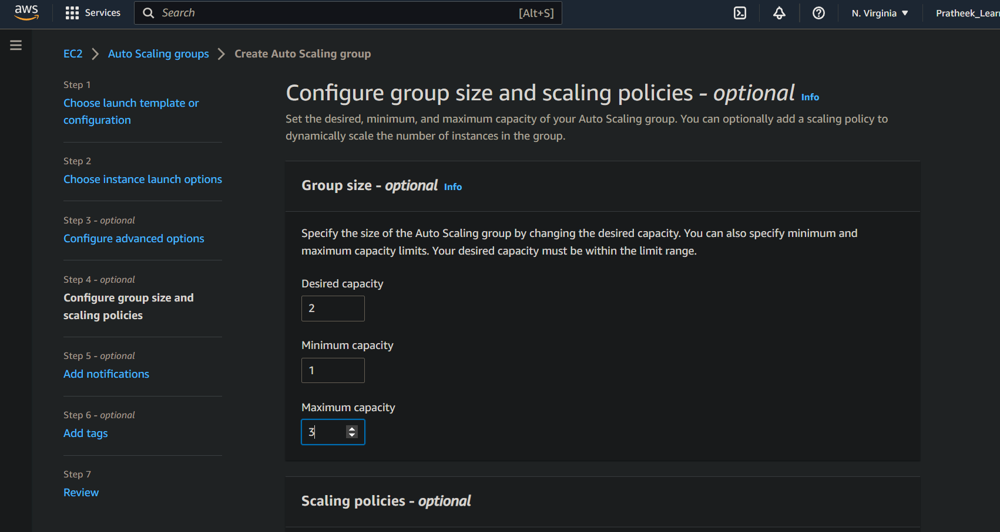 aws
Services
Search
[Alt+S]
N. Virginia
Pratheek_Lear
EC2
Auto Scaling groups
Create Auto Scaling group
Step 1
Choose launch template or
configuration
Step 2
Choose instance launch options
Step 3 - optional
Configure advanced options
Step 4 - optional
Configure group size and
scaling policies
Step 5 - optional
Add notifications
Step 6 - optional
Add tags
Step 7
Review
Configure group size and scaling policies - optional Info
Set the desired, minimum, and maximum capacity of your Auto Scaling group. You can optionally add a scaling policy to
dynamically scale the number of instances in the group.
Group size - optional Info
Specify the size of the Auto Scaling group by changing the desired capacity. You can also specify minimum and
maximum capacity limits. Your desired capacity must be within the limit range.
Desired capacity
2
Minimum capacity
1
Maximum capacity
3
Scaling policies - optional